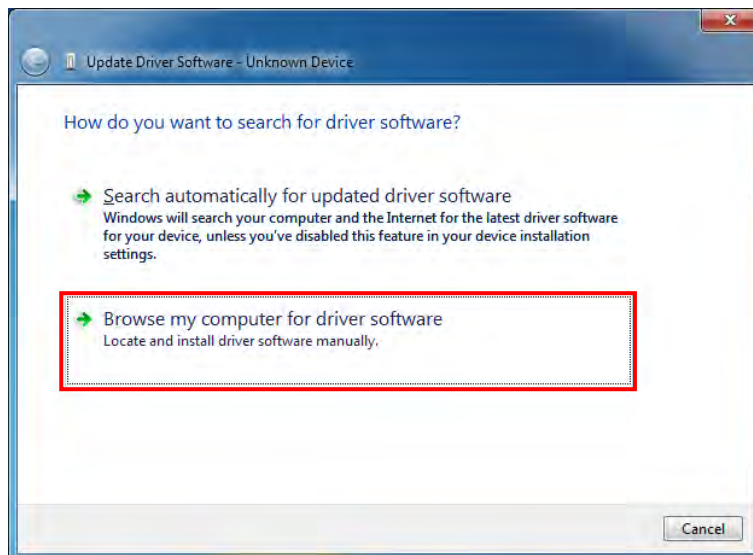 Update Driver Software - Unknown Device
How do you want to search for driver software?
Search automatically for updated driver software
Windows will search your computer and the Internet for the latest driver software
for your device, unless you've disabled this feature in your device installation
settings.
Browse my computer for driver software
Locate and install driver software manually.
Cancel